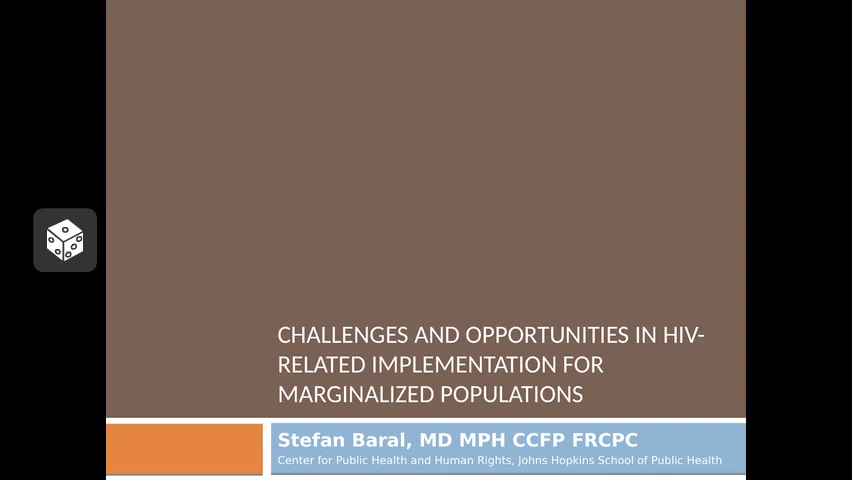 CHALLENGES AND OPPORTUNITIES IN HIV-
RELATED IMPLEMENTATION FOR
MARGINALIZED POPULATIONS
Stefan Baral, MD MPH CCFP FRCPC
Center for Public Health and Human Rights, Johns Hopkins School of Public Health